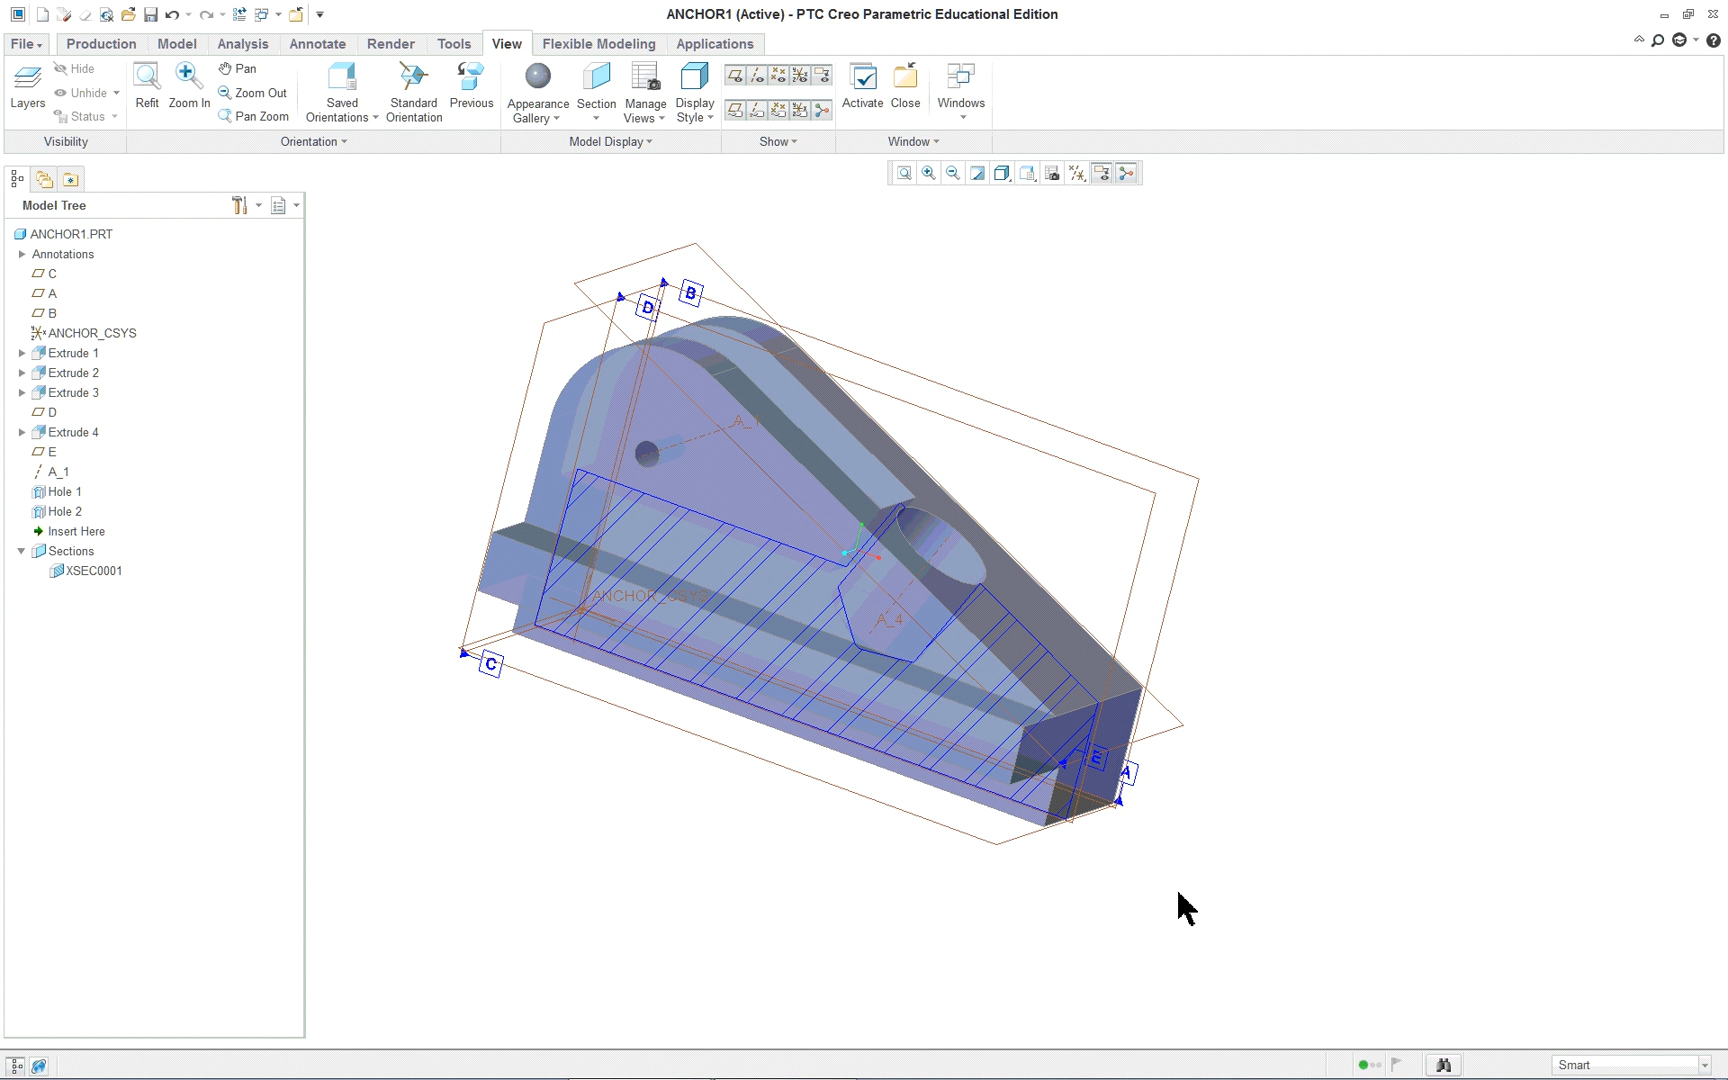 ANCHOR1 (Active) - PTC Creo Parametric Educational Edition
File Production Model Analysis Annotate Render Tools View Flexible Modeling Applications
Layers
Hide
Unhide
Status
Refit
Zoom In
Pan
Zoom Out
Pan Zoom
Saved Orientations
Standard Orientation
Previous
Appearance Gallery
Section
Manage Views
Display Style
Activate
Close
Windows
Visibility
Orientation
Model Display
Show
Window
Model Tree
ANCHOR1.PRT
Annotations
C
A
B
ANCHOR_CSYS
Extrude 1
Extrude 2
Extrude 3
D
Extrude 4
E
A_1
Hole 1
Hole 2
Insert Here
Sections
XSEC0001
B
D
A_1
ANCHOR_CSYS
A_4
C
E
A
Smart